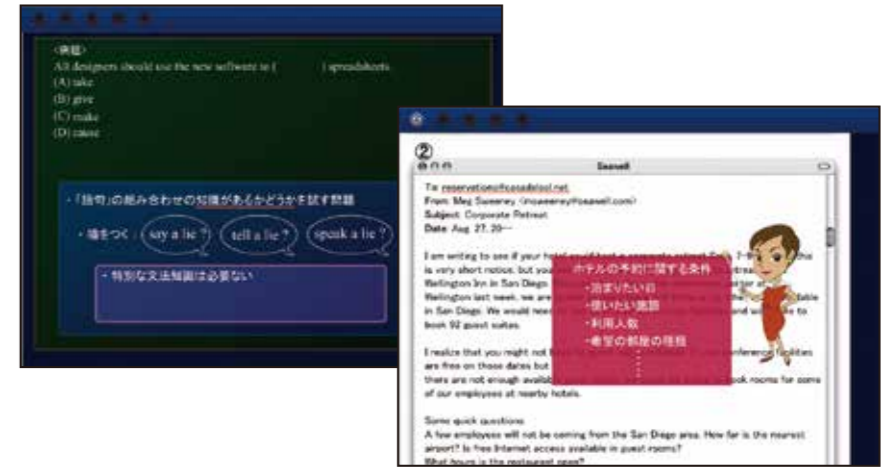 <例題>
All designers should use the new software to (          ) spreadsheets.
(A) take
(B) give
(C) make
(D) cause
・「語句」の組み合わせの知識があるかどうかを試す問題
・嘘をつく：
say a lie ?
tell a lie ?
speak a lie ?
・特別な文法知識は必要ない
②
Seawell
To: reservations@casadelsol.net
From: Meg Sweeney
Subject: Corporate Retreat
Date: Aug. 27, 20--
I am writing to see if your hotel
is very short notice, but you
Wellington Inn in San Diego.
Wellington last week, we are
in San Diego. We would need
book 92 guest suites.
I realize that you might not
are free on those dates but
there are not enough
rooms for some
of our employees at nearby hotels.
ホテルの予約に関する条件
・泊まりたい日
・使いたい施設
・利用人数
・希望の部屋の種類
Some quick questions:
A few employees will not be coming from the San Diego area. How far is the nearest
airport? Is free Internet access available in guest rooms?
What hours is the restaurant open?